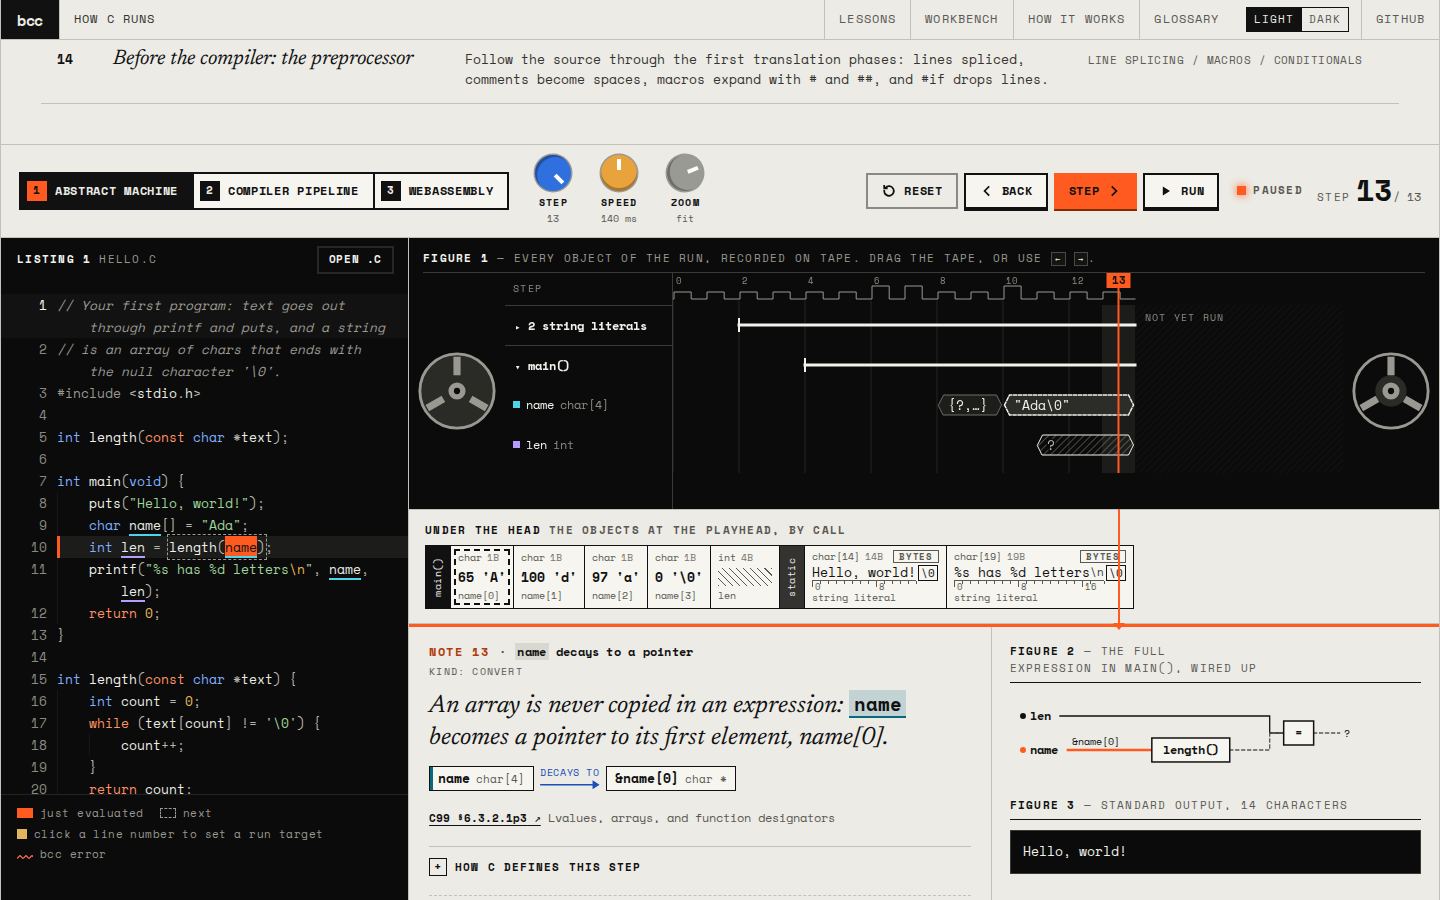 bcc HOW C RUNS LESSONS WORKBENCH HOW IT WORKS GLOSSARY LIGHT DARK GITHUB
14 Before the compiler: the preprocessor Follow the source through the first translation phases: lines spliced, LINE SPLICING / MACROS / CONDITIONALS
comments become spaces, macros expand with # and ##, and #if drops lines.
1 ABSTRACT MACHINE 2 COMPILER PIPELINE 3 WEBASSEMBLY
STEP SPEED ZOOM
13 140 ms fit
RESET BACK STEP RUN PAUSED STEP 13 / 13
LISTING 1 HELLO.C OPEN .C
1 // Your first program: text goes out
through printf and puts, and a string
2 // is an array of chars that ends with
the null character '\0'.
3 #include <stdio.h>
4
5 int length(const char *text);
6
7 int main(void) {
8 puts("Hello, world!");
9 char name[] = "Ada";
10 int len = length(name);
11 printf("%s has %d letters\n", name,
len);
12 return 0;
13 }
14
15 int length(const char *text) {
16 int count = 0;
17 while (text[count] != '\0') {
18 count++;
19 }
20 return count;
just evaluated next
click a line number to set a run target
bcc error
FIGURE 1 — EVERY OBJECT OF THE RUN, RECORDED ON TAPE. DRAG THE TAPE, OR USE ← →.
STEP 0 2 4 6 8 10 12 13
▸ 2 string literals NOT YET RUN
▾ main()
name char[4] {?,…} "Ada\0"
len int ?
UNDER THE HEAD THE OBJECTS AT THE PLAYHEAD, BY CALL
main() char 1B char 1B char 1B char 1B int 4B static char[14] 14B BYTES char[19] 19B BYTES
65 'A' 100 'd' 97 'a' 0 '\0' Hello, world!\0 %s has %d letters\n\0
0 8 0 8 16
name[0] name[1] name[2] name[3] len string literal string literal
NOTE 13 · name decays to a pointer
KIND: CONVERT
An array is never copied in an expression: name
becomes a pointer to its first element, name[0].
name char[4] DECAYS TO &name[0] char *
C99 §6.3.2.1p3 ↗ Lvalues, arrays, and function designators
+ HOW C DEFINES THIS STEP
FIGURE 2 — THE FULL
EXPRESSION IN MAIN(), WIRED UP
len
= ?
name &name[0] length()
FIGURE 3 — STANDARD OUTPUT, 14 CHARACTERS
Hello, world!